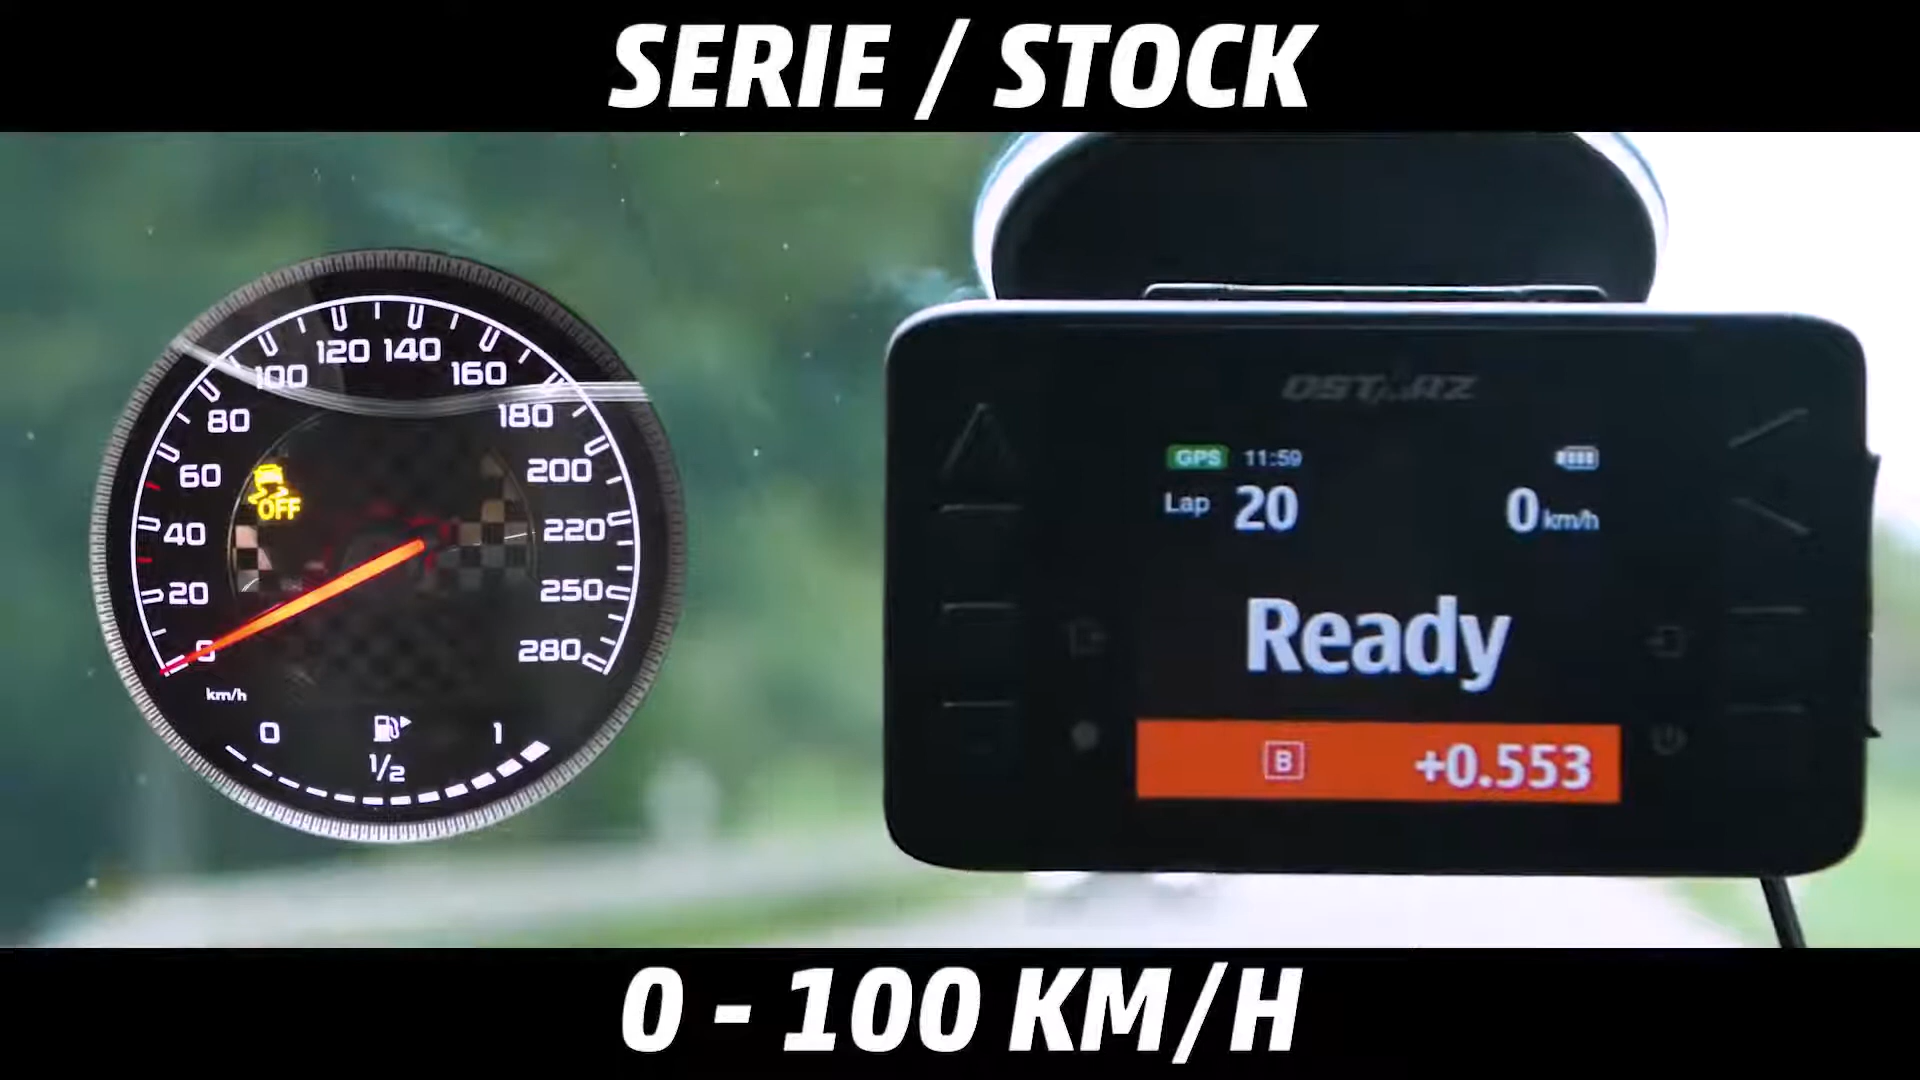 SERIE / STOCK
0
20
40
60
80
100
120
140
160
180
200
220
250
280
km/h
OFF
0
1/2
1
QSTARZ
GPS 11:59
Lap 20
0 km/h
Ready
B +0.553
0 - 100 KM/H